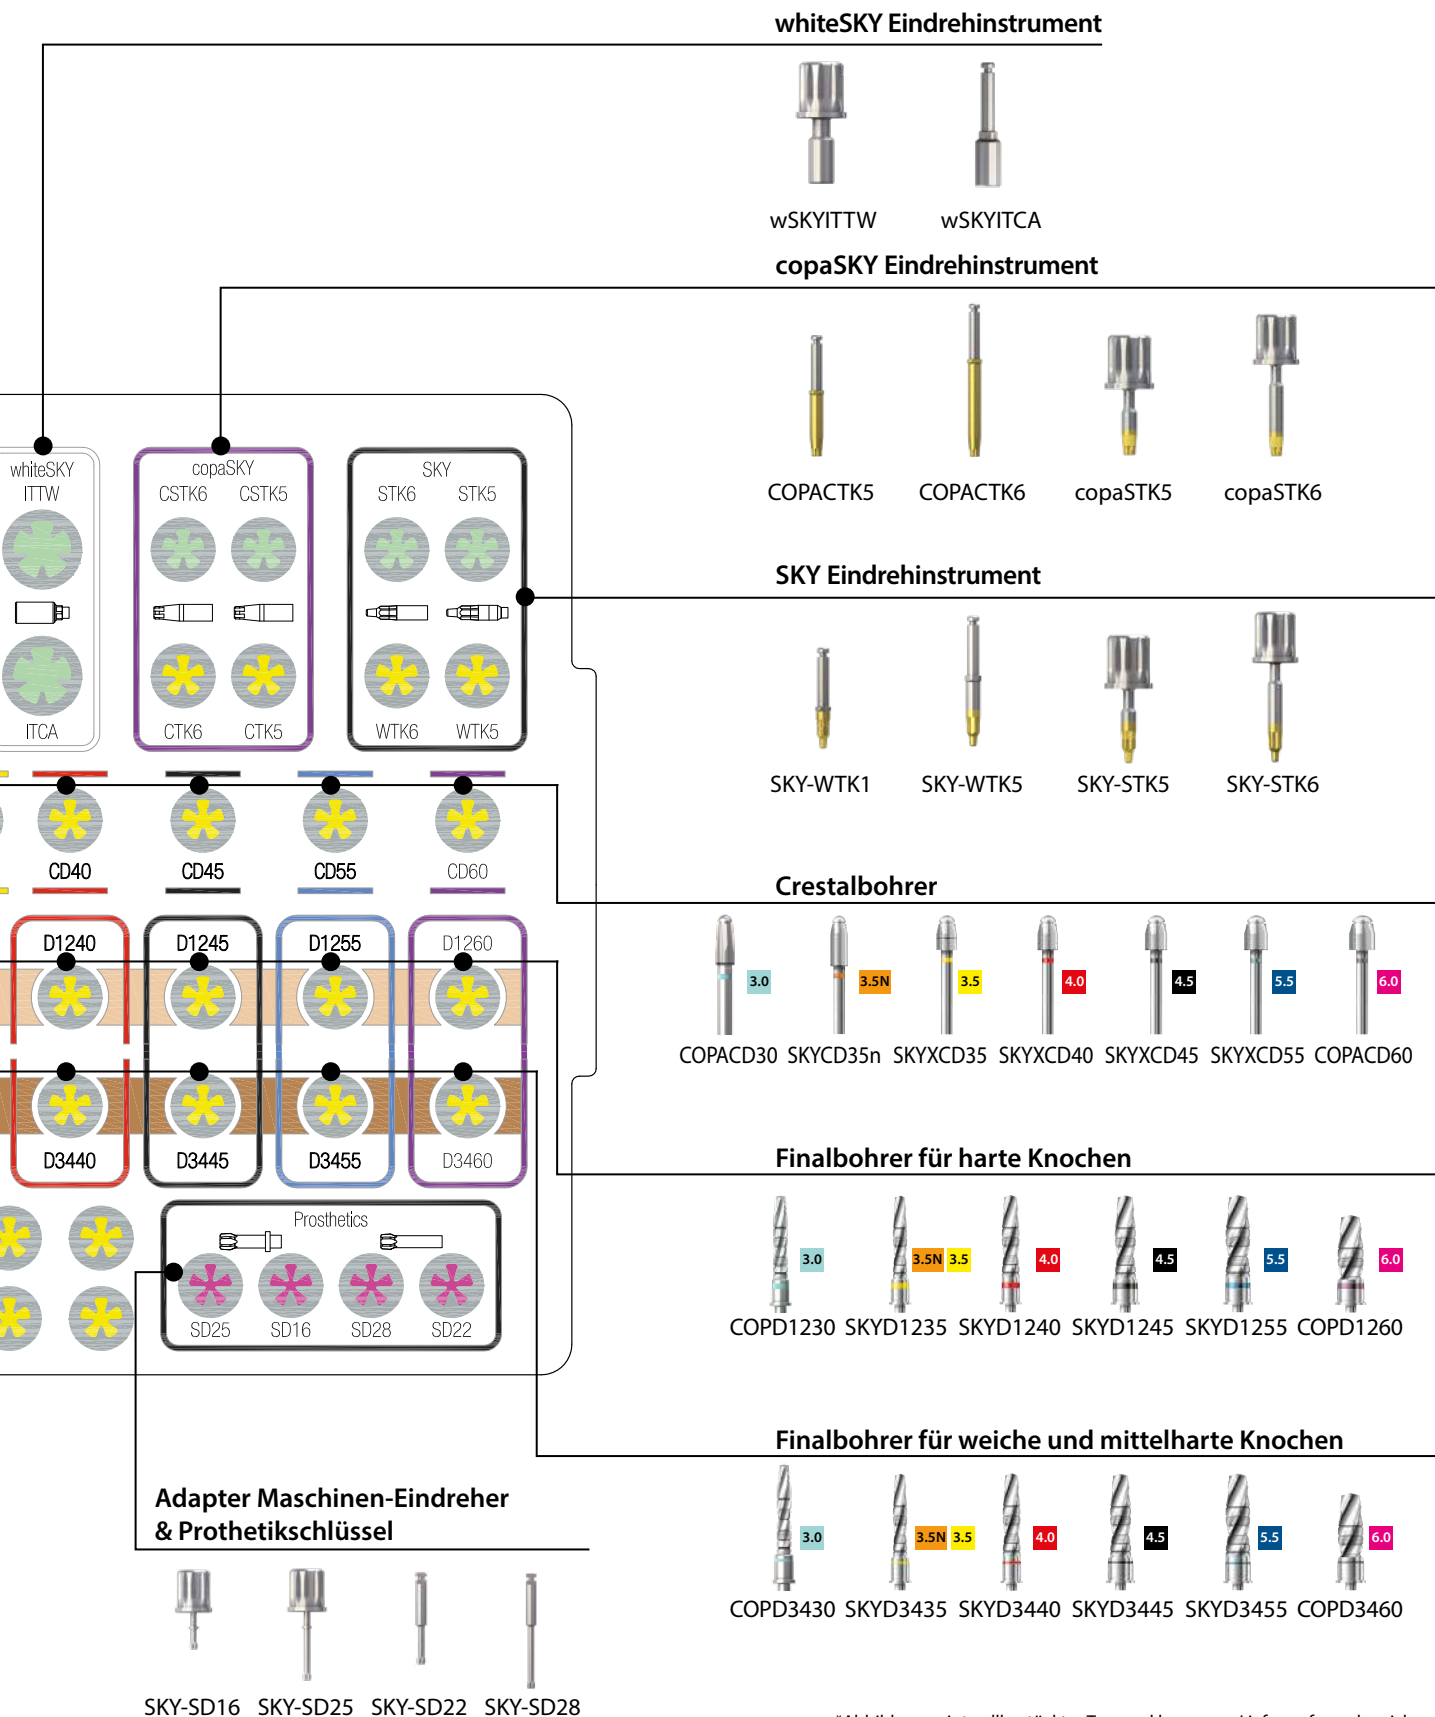 whiteSKY Eindrehinstrument
wSKYITTW wSKYITCA
copaSKY Eindrehinstrument
COPACTK5 COPACTK6 copaSTK5 copaSTK6
SKY Eindrehinstrument
SKY-WTK1 SKY-WTK5 SKY-STK5 SKY-STK6
Crestalbohrer
3.0 3.5N 3.5 4.0 4.5 5.5 6.0
COPACD30 SKYCD35n SKYXCD35 SKYXCD40 SKYXCD45 SKYXCD55 COPACD60
Finalbohrer für harte Knochen
3.0 3.5N 3.5 4.0 4.5 5.5 6.0
COPD1230 SKYD1235 SKYD1240 SKYD1245 SKYD1255 COPD1260
Finalbohrer für weiche und mittelharte Knochen
3.0 3.5N 3.5 4.0 4.5 5.5 6.0
COPD3430 SKYD3435 SKYD3440 SKYD3445 SKYD3455 COPD3460
whiteSKY
ITTW
ITCA
copaSKY
CSTK6 CSTK5
CTK6 CTK5
SKY
STK6 STK5
WTK6 WTK5
CD40 CD45 CD55 CD60
D1240 D1245 D1255 D1260
D3440 D3445 D3455 D3460
Prosthetics
SD25 SD16 SD28 SD22
Adapter Maschinen-Eindreher
& Prothetikschlüssel
SKY-SD16 SKY-SD25 SKY-SD22 SKY-SD28